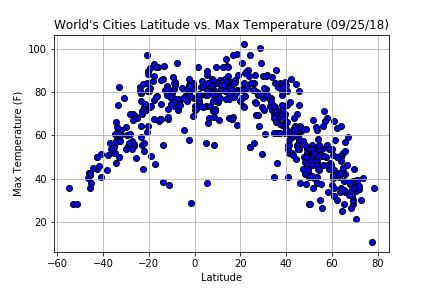 World's Cities Latitude vs. Max Temperature (09/25/18)
100
80
60
40
20
Max Temperature (F)
−60 −40 −20 0 20 40 60 80
Latitude